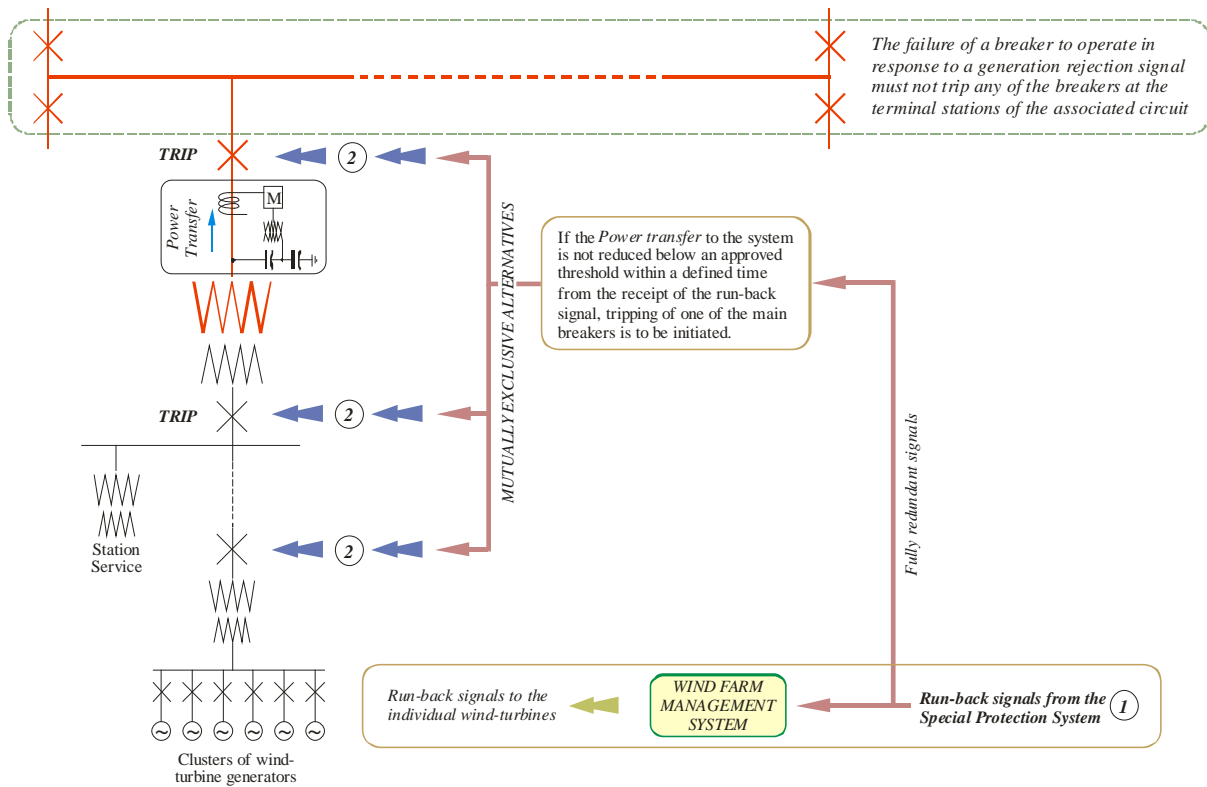 The failure of a breaker to operate in
response to a generation rejection signal
must not trip any of the breakers at the
terminal stations of the associated circuit
TRIP
2
Power
Transfer
M
MUTUALLY EXCLUSIVE ALTERNATIVES
If the Power transfer to the system
is not reduced below an approved
threshold within a defined time
from the receipt of the run-back
signal, tripping of one of the main
breakers is to be initiated.
TRIP
2
Fully redundant signals
Station
Service
2
Run-back signals to the
individual wind-turbines
WIND FARM
MANAGEMENT
SYSTEM
Run-back signals from the
Special Protection System
1
~ ~ ~ ~ ~ ~
Clusters of wind-
turbine generators